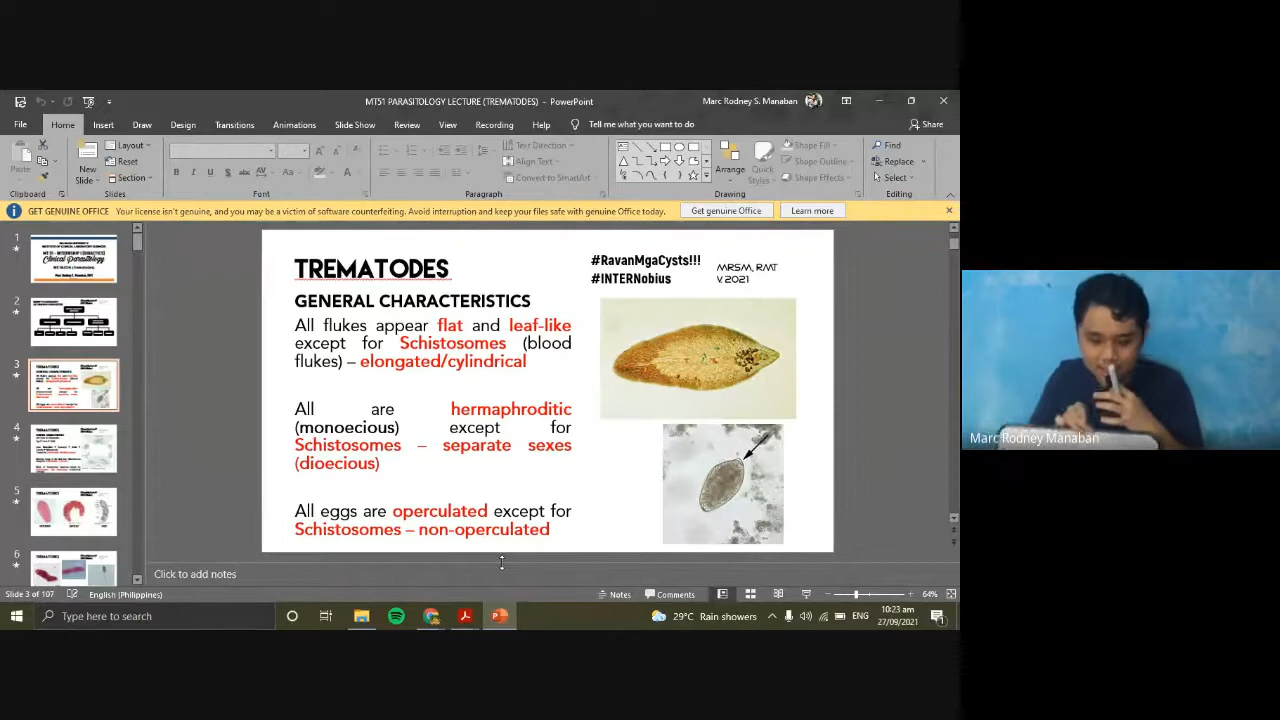 MT51 PARASITOLOGY LECTURE (TREMATODES) - PowerPoint
Marc Rodney S. Manaban
File Home Insert Draw Design Transitions Animations Slide Show Review View Recording Help Tell me what you want to do Share
Paste
Clipboard
New
Slide
Layout
Reset
Section
Slides
Font
Text Direction
Align Text
Convert to SmartArt
Paragraph
Arrange
Quick
Styles
Shape Fill
Shape Outline
Shape Effects
Drawing
Find
Replace
Select
Editing
GET GENUINE OFFICE Your license isn't genuine, and you may be a victim of software counterfeiting. Avoid interruption and keep your files safe with genuine Office today. Get genuine Office Learn more
1
2
3
4
5
6
TREMATODES
#RavanMgaCysts!!!
#INTERNobius
MRSM, RMT
V. 2021
GENERAL CHARACTERISTICS
All flukes appear flat and leaf-like
except for Schistosomes (blood
flukes) – elongated/cylindrical
All are hermaphroditic
(monoecious) except for
Schistosomes – separate sexes
(dioecious)
All eggs are operculated except for
Schistosomes – non-operculated
Click to add notes
Slide 3 of 107 English (Philippines) Notes Comments 64%
Type here to search
29°C Rain showers
ENG
10:23 am
27/09/2021
Marc Rodney Manaban